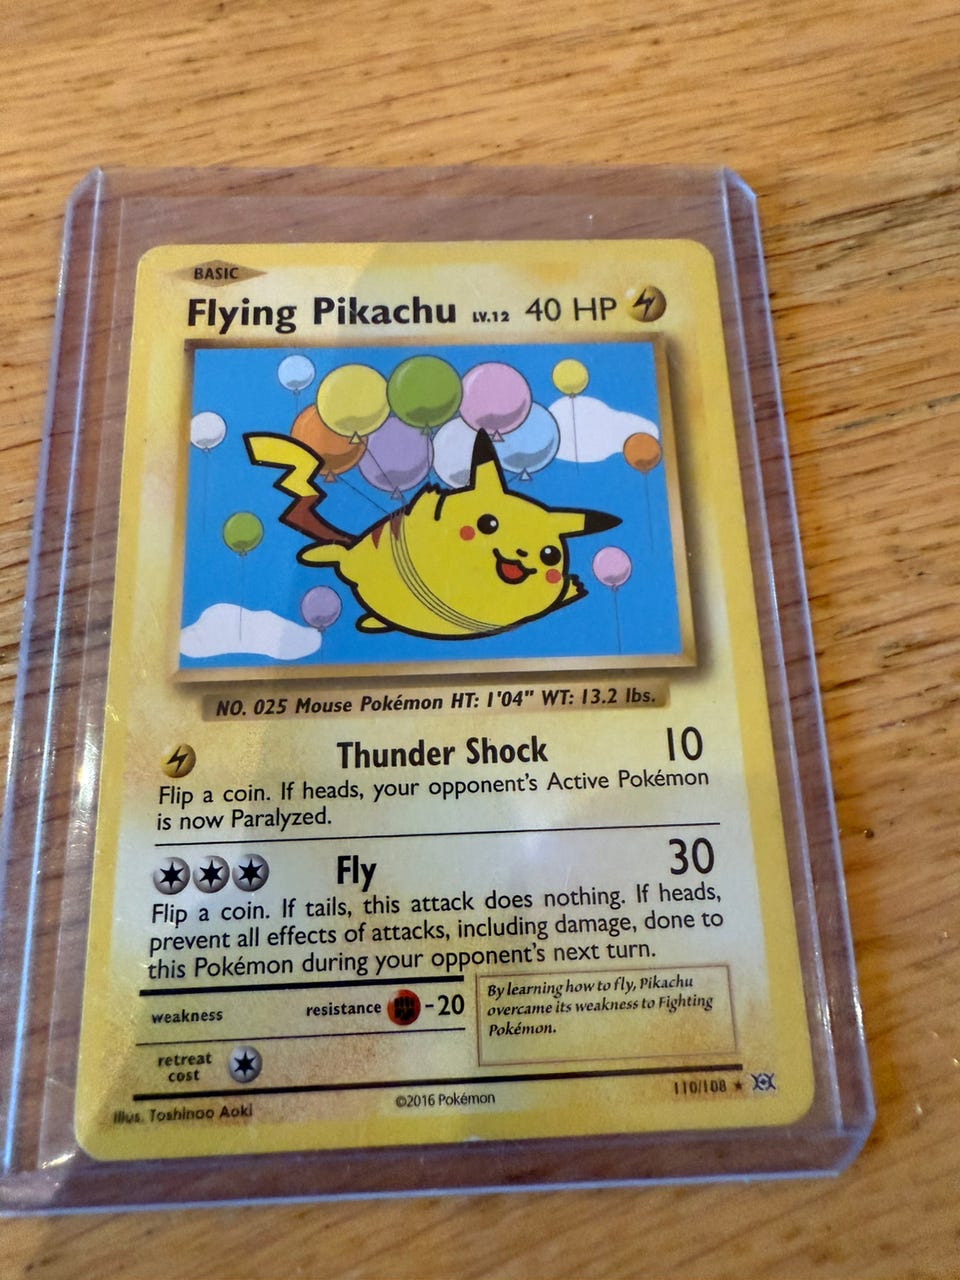 BASIC
Flying Pikachu LV.12 40 HP
NO. 025 Mouse Pokémon HT: 1'04" WT: 13.2 lbs.
Thunder Shock 10
Flip a coin. If heads, your opponent's Active Pokémon
is now Paralyzed.
Fly 30
Flip a coin. If tails, this attack does nothing. If heads,
prevent all effects of attacks, including damage, done to
this Pokémon during your opponent's next turn.
weakness resistance -20
By learning how to fly, Pikachu
overcame its weakness to Fighting
Pokémon.
retreat
cost
110/108
Illus. Toshinao Aoki ©2016 Pokémon